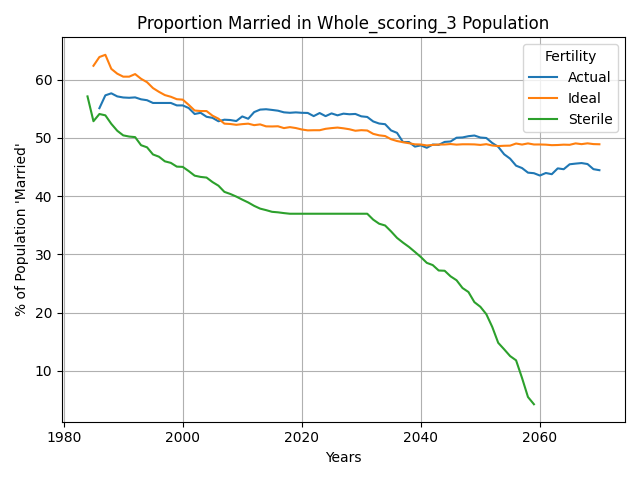 Proportion Married in Whole_scoring_3 Population
Fertility
Actual
Ideal
Sterile
% of Population 'Married'
60
50
40
30
20
10
1980 2000 2020 2040 2060
Years